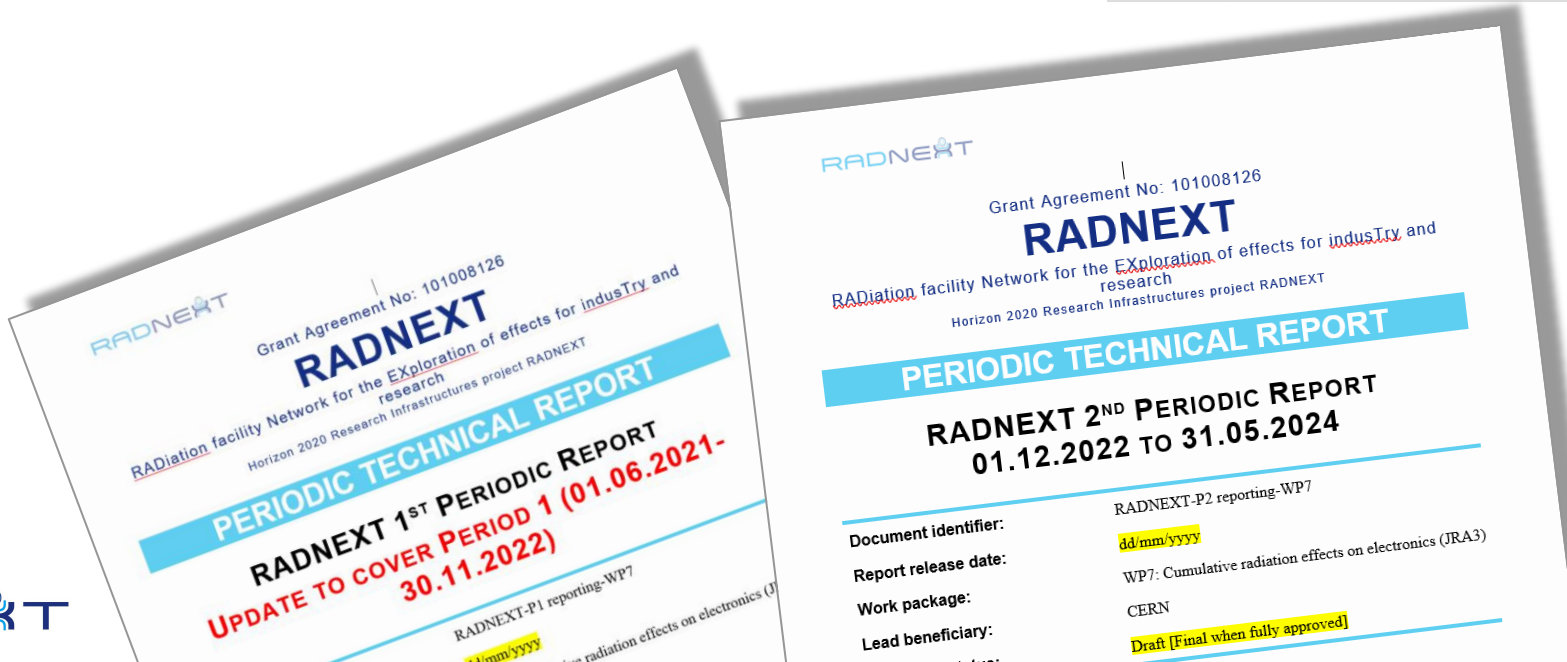 RADNEXT
Grant Agreement No: 101008126
RADNEXT
RADiation facility Network for the EXploration of effects for indusTry and
research
Horizon 2020 Research Infrastructures project RADNEXT
PERIODIC TECHNICAL REPORT
RADNEXT 1ST PERIODIC REPORT
UPDATE TO COVER PERIOD 1 (01.06.2021-
30.11.2022)
RADNEXT-P1 reporting-WP7
radiation effects on electronics
RADNEXT
Grant Agreement No: 101008126
RADNEXT
RADiation facility Network for the EXploration of effects for indusTry and
research
Horizon 2020 Research Infrastructures project RADNEXT
PERIODIC TECHNICAL REPORT
RADNEXT 2ND PERIODIC REPORT
01.12.2022 TO 31.05.2024
Document identifier: RADNEXT-P2 reporting-WP7
Report release date: dd/mm/yyyy
Work package: WP7: Cumulative radiation effects on electronics (JRA3)
Lead beneficiary: CERN
Draft [Final when fully approved]